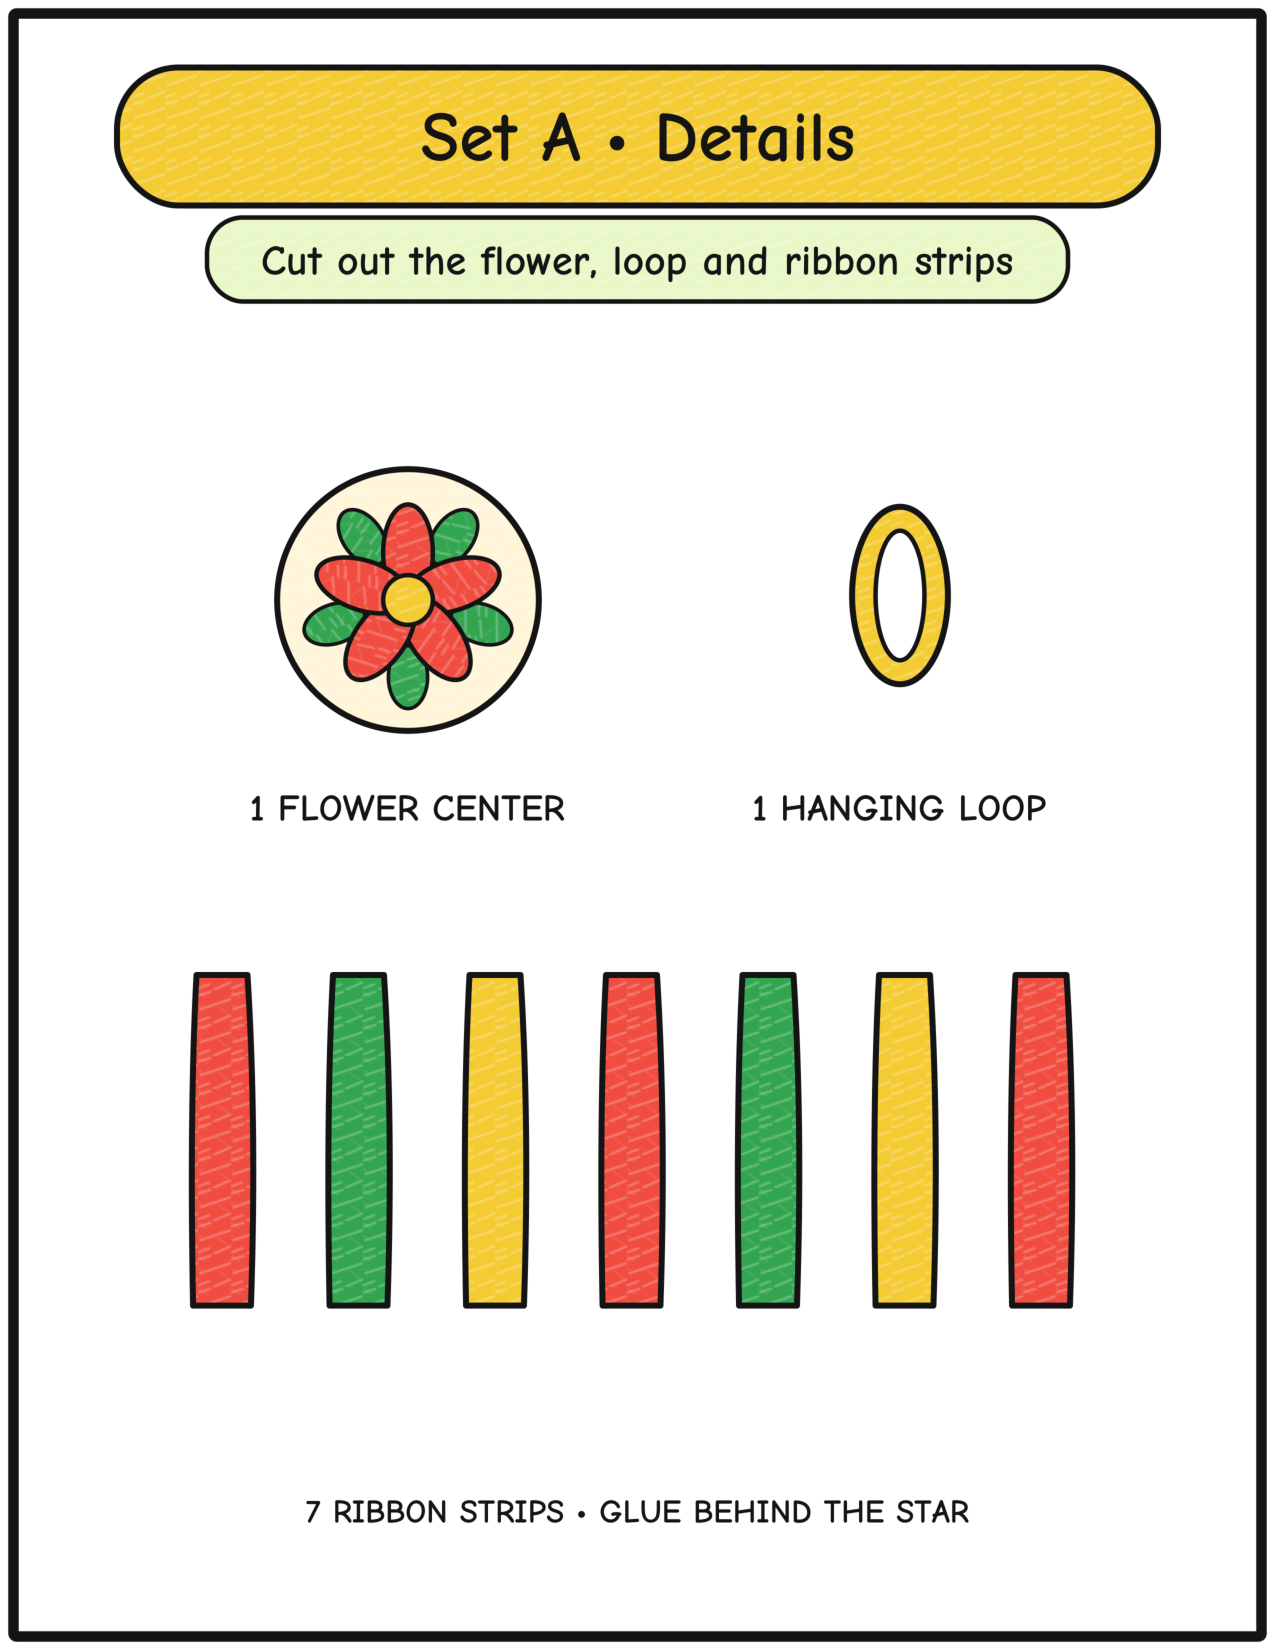 Set A • Details
Cut out the flower, loop and ribbon strips
1 FLOWER CENTER
1 HANGING LOOP
7 RIBBON STRIPS • GLUE BEHIND THE STAR